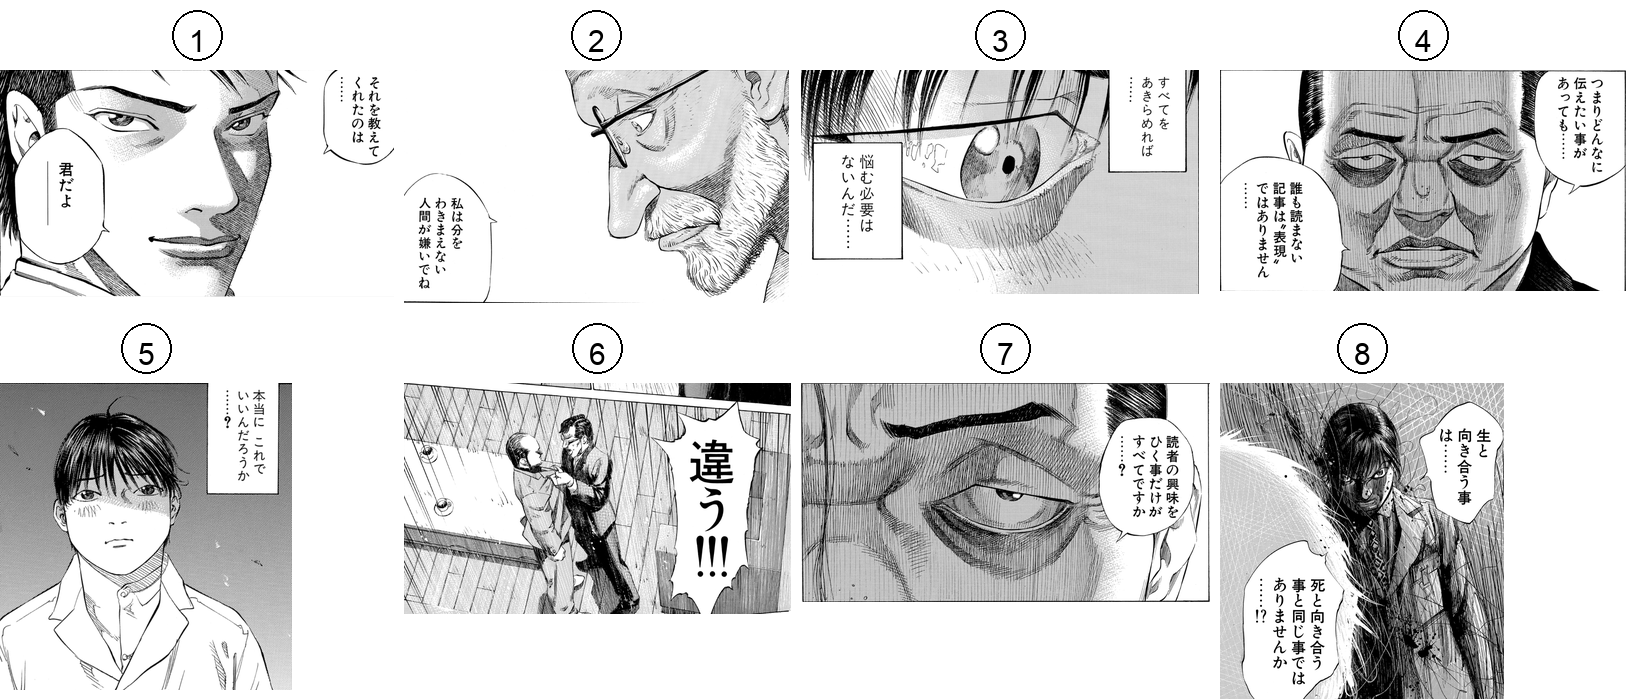 1
それを教えて
くれたのは
……
君だよ
――
2
私は分を
わきまえない
人間が嫌いでね
3
すべてを
あきらめれば
……
悩む必要は
ないんだ……
4
つまりどんなに
伝えたい事が
あっても……
誰も読まない
記事は〝表現〟
ではありません
……
5
本当に これで
いいんだろうか
……?
6
違う!!!
7
読者の興味を
ひく事だけが
すべてですか
……?
8
生と
向き合う事
は……
死と向き合う
事と同じ事では
ありませんか
……!?